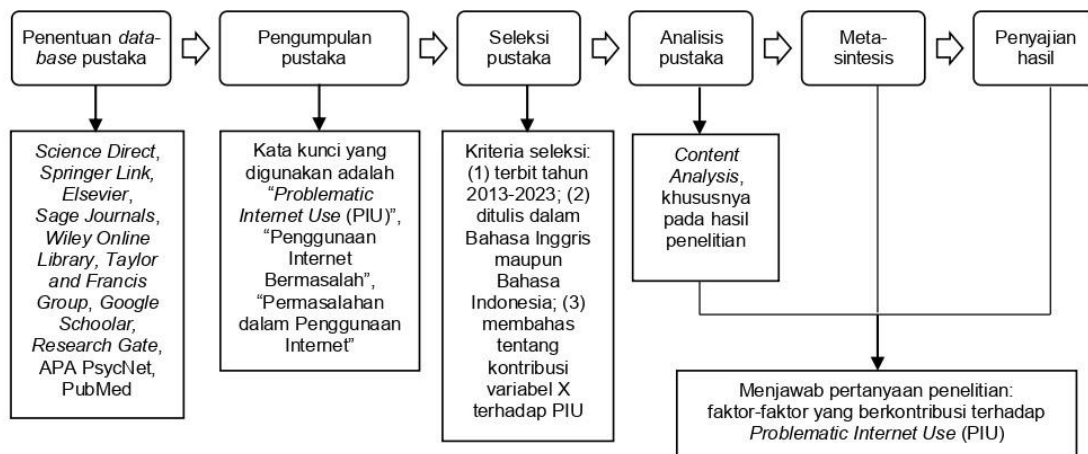 Penentuan data-
base pustaka
Pengumpulan
pustaka
Seleksi
pustaka
Analisis
pustaka
Meta-
sintesis
Penyajian
hasil
Science Direct,
Springer Link,
Elsevier,
Sage Journals,
Wiley Online
Library, Taylor
and Francis
Group, Google
Schoolar,
Research Gate,
APA PsycNet,
PubMed
Kata kunci yang
digunakan adalah
“Problematic
Internet Use (PIU)”,
“Penggunaan
Internet
Bermasalah”,
“Permasalahan
dalam Penggunaan
Internet”
Kriteria seleksi:
(1) terbit tahun
2013-2023; (2)
ditulis dalam
Bahasa Inggris
maupun
Bahasa
Indonesia; (3)
membahas
tentang
kontribusi
variabel X
terhadap PIU
Content
Analysis,
khususnya
pada hasil
penelitian
Menjawab pertanyaan penelitian:
faktor-faktor yang berkontribusi terhadap
Problematic Internet Use (PIU)